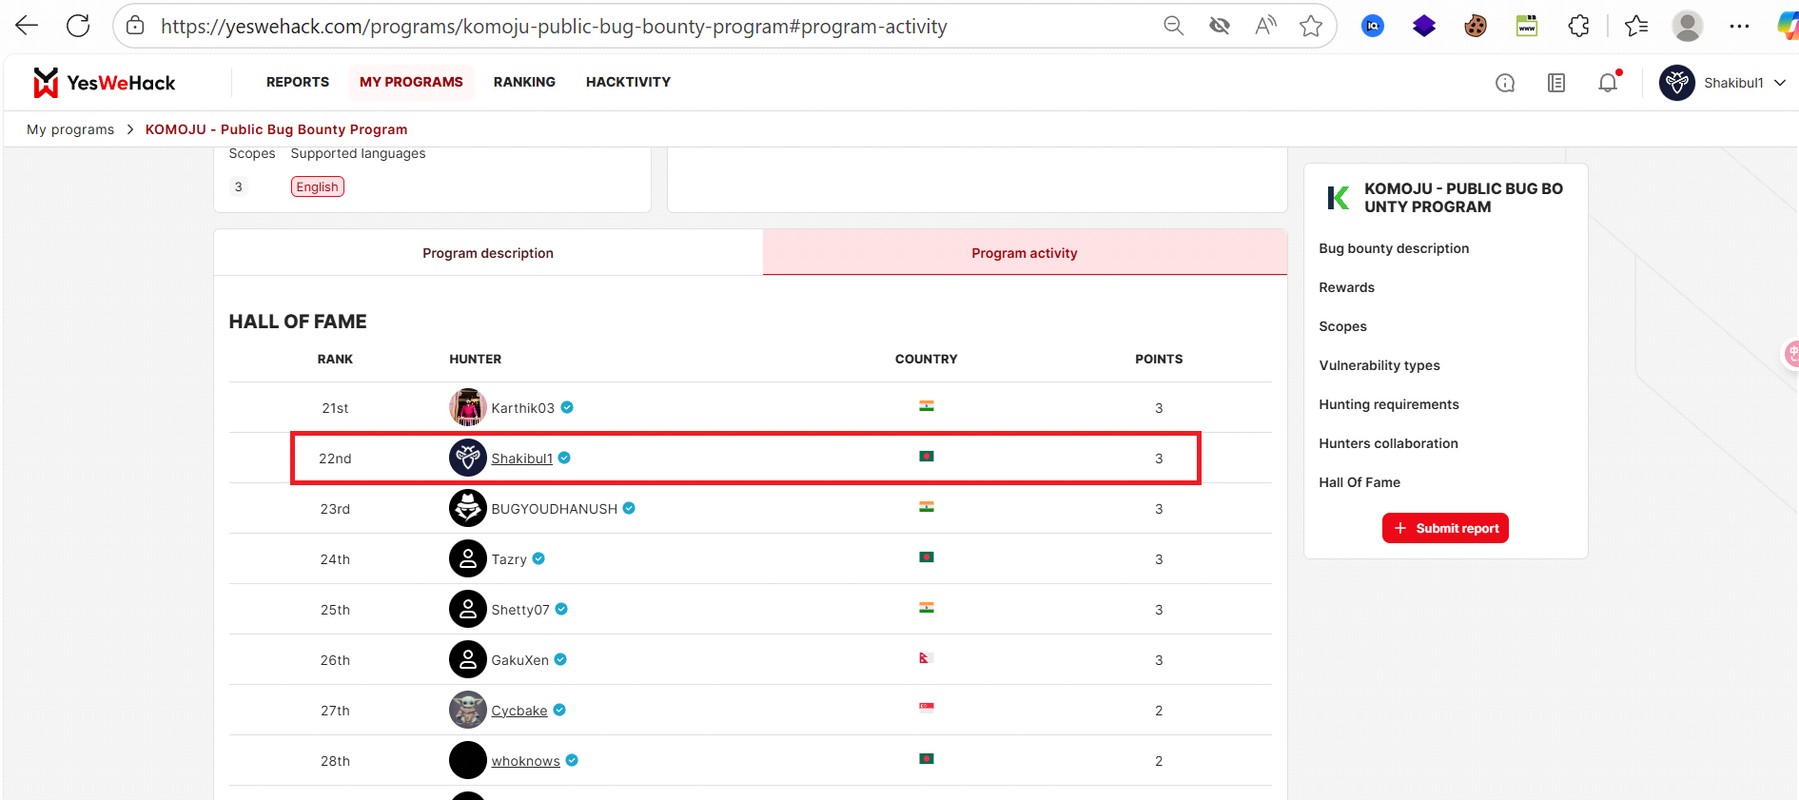 https://yeswehack.com/programs/komoju-public-bug-bounty-program#program-activity
YesWeHack REPORTS MY PROGRAMS RANKING HACKTIVITY Shakibul1
My programs > KOMOJU - Public Bug Bounty Program
Scopes Supported languages
3 English
Program description Program activity
HALL OF FAME
RANK HUNTER COUNTRY POINTS
21st Karthik03 3
22nd Shakibul1 3
23rd BUGYOUDHANUSH 3
24th Tazry 3
25th Shetty07 3
26th GakuXen 3
27th Cycbake 2
28th whoknows 2
KOMOJU - PUBLIC BUG BO
UNTY PROGRAM
Bug bounty description
Rewards
Scopes
Vulnerability types
Hunting requirements
Hunters collaboration
Hall Of Fame
+ Submit report